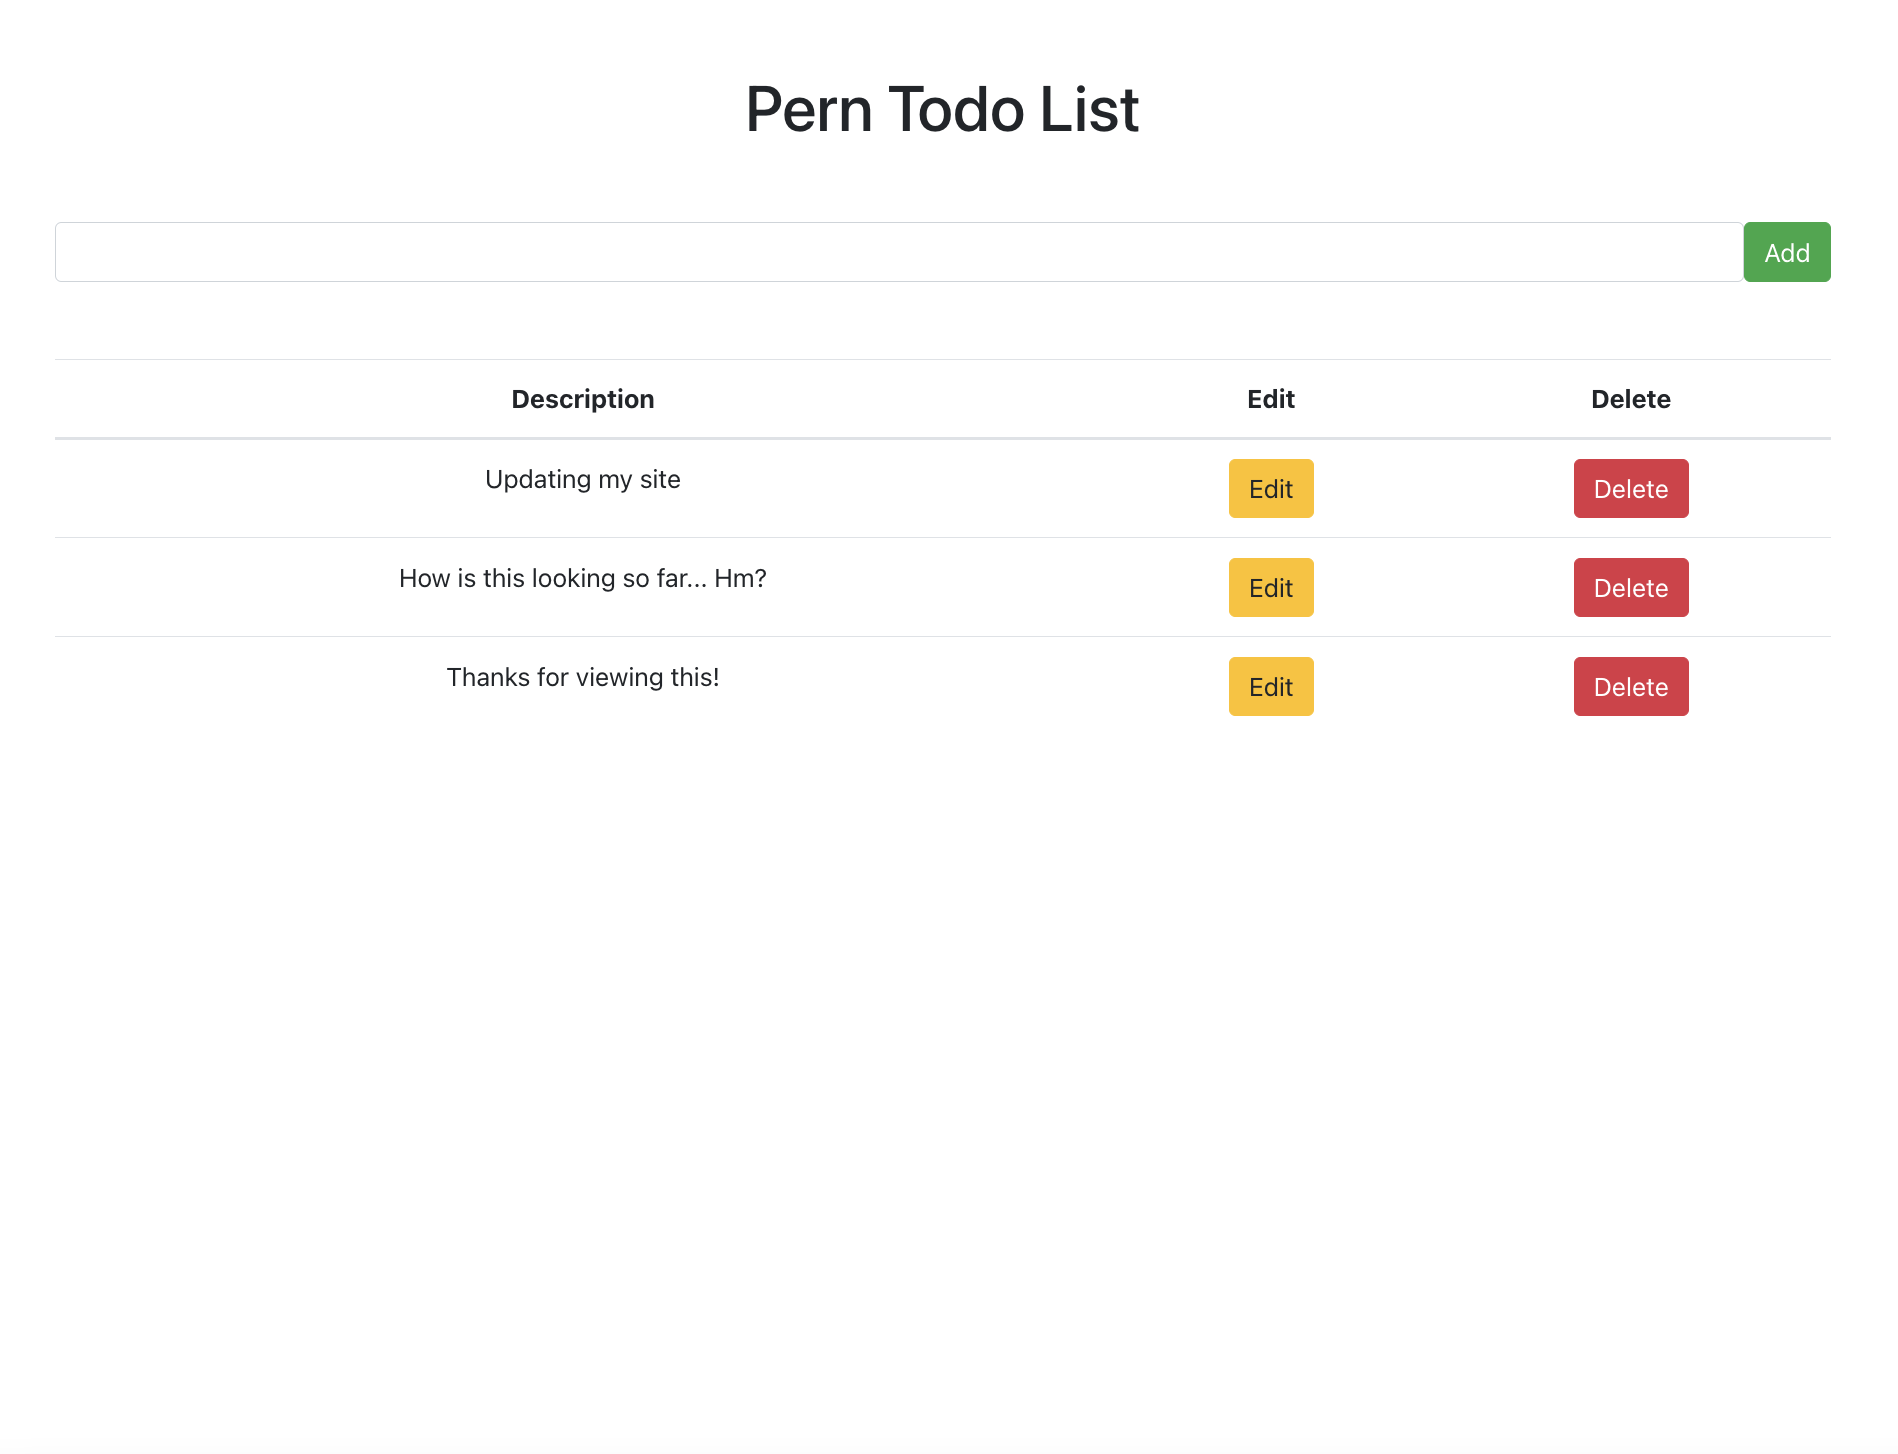 Pern Todo List
Add
Description Edit Delete
Updating my site Edit Delete
How is this looking so far... Hm? Edit Delete
Thanks for viewing this! Edit Delete